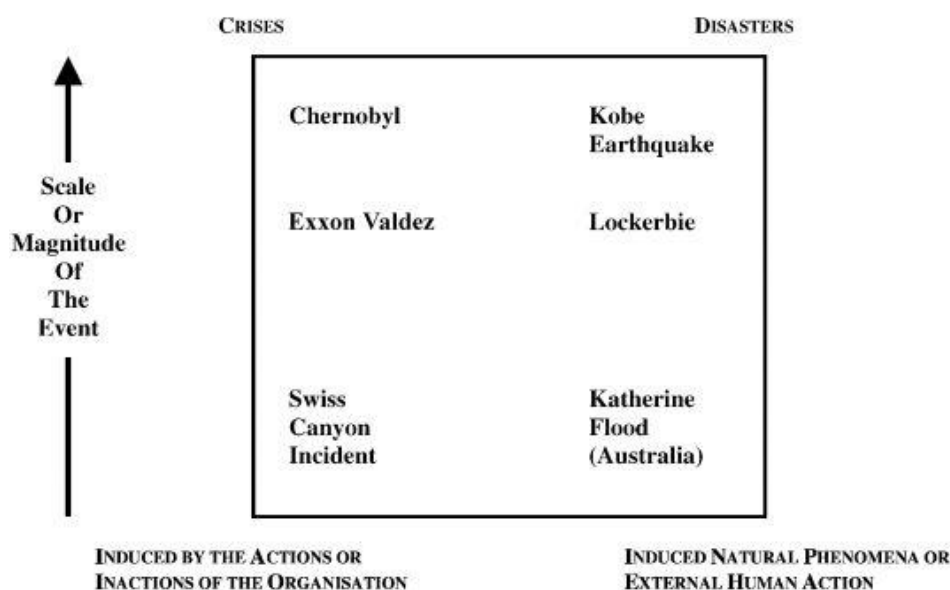 CRISES
DISASTERS
Scale
Or
Magnitude
Of
The
Event
Chernobyl
Kobe
Earthquake
Exxon Valdez
Lockerbie
Swiss
Canyon
Incident
Katherine
Flood
(Australia)
INDUCED BY THE ACTIONS OR
INACTIONS OF THE ORGANISATION
INDUCED NATURAL PHENOMENA OR
EXTERNAL HUMAN ACTION